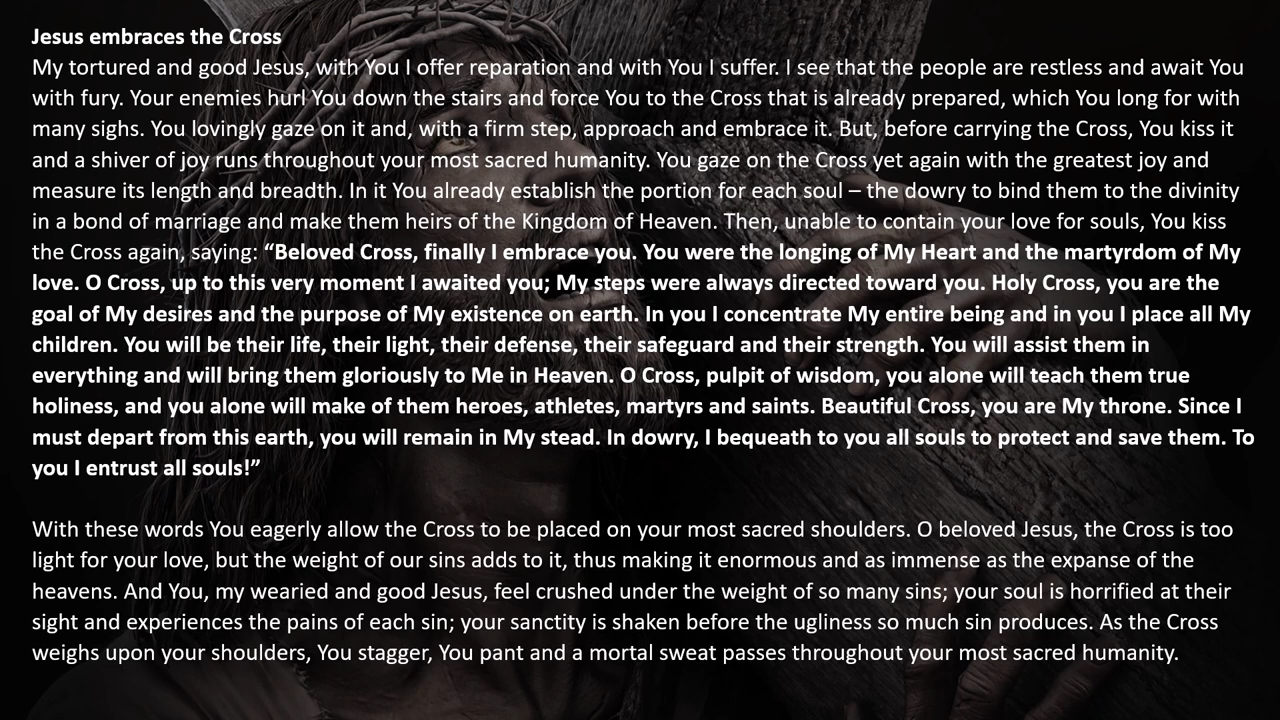 Jesus embraces the Cross
My tortured and good Jesus, with You I offer reparation and with You I suffer. I see that the people are restless and await You
with fury. Your enemies hurl You down the stairs and force You to the Cross that is already prepared, which You long for with
many sighs. You lovingly gaze on it and, with a firm step, approach and embrace it. But, before carrying the Cross, You kiss it
and a shiver of joy runs throughout your most sacred humanity. You gaze on the Cross yet again with the greatest joy and
measure its length and breadth. In it You already establish the portion for each soul – the dowry to bind them to the divinity
in a bond of marriage and make them heirs of the Kingdom of Heaven. Then, unable to contain your love for souls, You kiss
the Cross again, saying: “Beloved Cross, finally I embrace you. You were the longing of My Heart and the martyrdom of My
love. O Cross, up to this very moment I awaited you; My steps were always directed toward you. Holy Cross, you are the
goal of My desires and the purpose of My existence on earth. In you I concentrate My entire being and in you I place all My
children. You will be their life, their light, their defense, their safeguard and their strength. You will assist them in
everything and will bring them gloriously to Me in Heaven. O Cross, pulpit of wisdom, you alone will teach them true
holiness, and you alone will make of them heroes, athletes, martyrs and saints. Beautiful Cross, you are My throne. Since I
must depart from this earth, you will remain in My stead. In dowry, I bequeath to you all souls to protect and save them. To
you I entrust all souls!”
With these words You eagerly allow the Cross to be placed on your most sacred shoulders. O beloved Jesus, the Cross is too
light for your love, but the weight of our sins adds to it, thus making it enormous and as immense as the expanse of the
heavens. And You, my wearied and good Jesus, feel crushed under the weight of so many sins; your soul is horrified at their
sight and experiences the pains of each sin; your sanctity is shaken before the ugliness so much sin produces. As the Cross
weighs upon your shoulders, You stagger, You pant and a mortal sweat passes throughout your most sacred humanity.